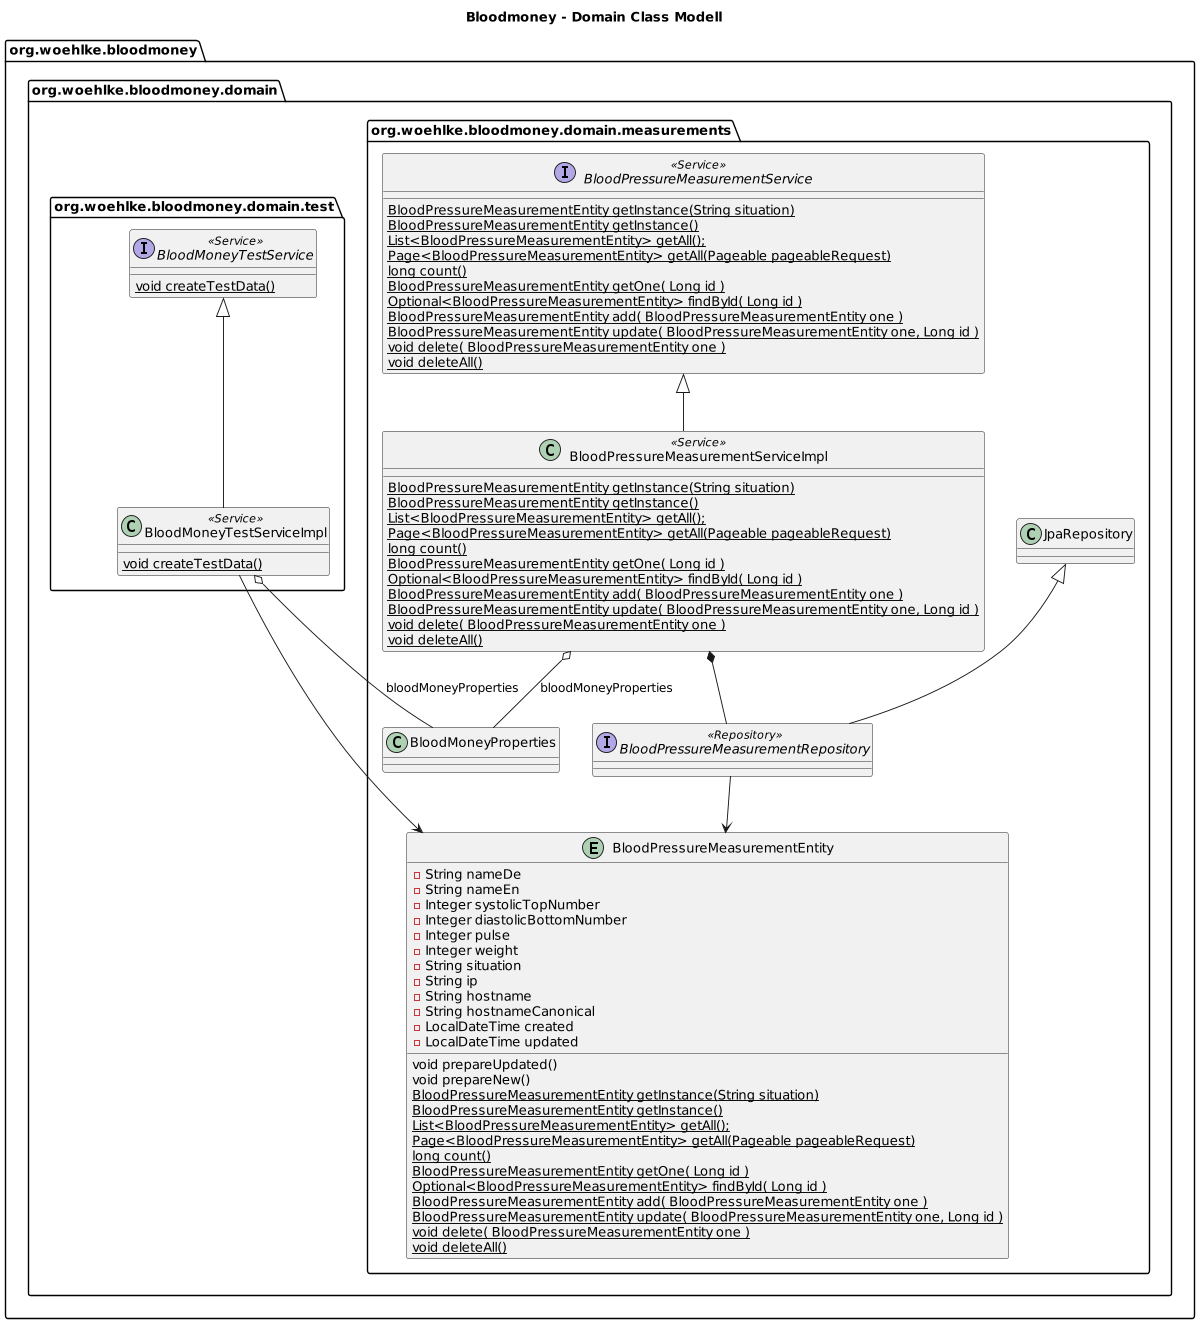 Bloodmoney - Domain Class Modell
org.woehlke.bloodmoney
org.woehlke.bloodmoney.domain
org.woehlke.bloodmoney.domain.test
I
«Service»
BloodMoneyTestService
void createTestData()
C
«Service»
BloodMoneyTestServiceImpl
void createTestData()
org.woehlke.bloodmoney.domain.measurements
I
«Service»
BloodPressureMeasurementService
BloodPressureMeasurementEntity getInstance(String situation)
BloodPressureMeasurementEntity getInstance()
List<BloodPressureMeasurementEntity> getAll();
Page<BloodPressureMeasurementEntity> getAll(Pageable pageableRequest)
long count()
BloodPressureMeasurementEntity getOne( Long id )
Optional<BloodPressureMeasurementEntity> findById( Long id )
BloodPressureMeasurementEntity add( BloodPressureMeasurementEntity one )
BloodPressureMeasurementEntity update( BloodPressureMeasurementEntity one, Long id )
void delete( BloodPressureMeasurementEntity one )
void deleteAll()
C
«Service»
BloodPressureMeasurementServiceImpl
BloodPressureMeasurementEntity getInstance(String situation)
BloodPressureMeasurementEntity getInstance()
List<BloodPressureMeasurementEntity> getAll();
Page<BloodPressureMeasurementEntity> getAll(Pageable pageableRequest)
long count()
BloodPressureMeasurementEntity getOne( Long id )
Optional<BloodPressureMeasurementEntity> findById( Long id )
BloodPressureMeasurementEntity add( BloodPressureMeasurementEntity one )
BloodPressureMeasurementEntity update( BloodPressureMeasurementEntity one, Long id )
void delete( BloodPressureMeasurementEntity one )
void deleteAll()
C JpaRepository
bloodMoneyProperties
bloodMoneyProperties
C BloodMoneyProperties
I
«Repository»
BloodPressureMeasurementRepository
E BloodPressureMeasurementEntity
String nameDe
String nameEn
Integer systolicTopNumber
Integer diastolicBottomNumber
Integer pulse
Integer weight
String situation
String ip
String hostname
String hostnameCanonical
LocalDateTime created
LocalDateTime updated
void prepareUpdated()
void prepareNew()
BloodPressureMeasurementEntity getInstance(String situation)
BloodPressureMeasurementEntity getInstance()
List<BloodPressureMeasurementEntity> getAll();
Page<BloodPressureMeasurementEntity> getAll(Pageable pageableRequest)
long count()
BloodPressureMeasurementEntity getOne( Long id )
Optional<BloodPressureMeasurementEntity> findById( Long id )
BloodPressureMeasurementEntity add( BloodPressureMeasurementEntity one )
BloodPressureMeasurementEntity update( BloodPressureMeasurementEntity one, Long id )
void delete( BloodPressureMeasurementEntity one )
void deleteAll()